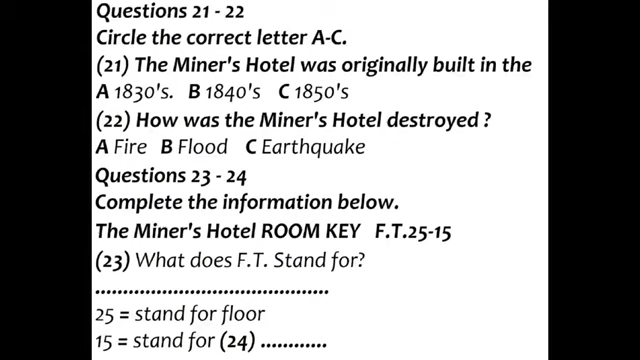 Questions 21 - 22
Circle the correct letter A-C.
(21) The Miner's Hotel was originally built in the
A 1830's. B 1840's C 1850's
(22) How was the Miner's Hotel destroyed ?
A Fire B Flood C Earthquake
Questions 23 - 24
Complete the information below.
The Miner's Hotel ROOM KEY F.T.25-15
(23) What does F.T. Stand for?
.......................................
25 = stand for floor
15 = stand for (24) ............